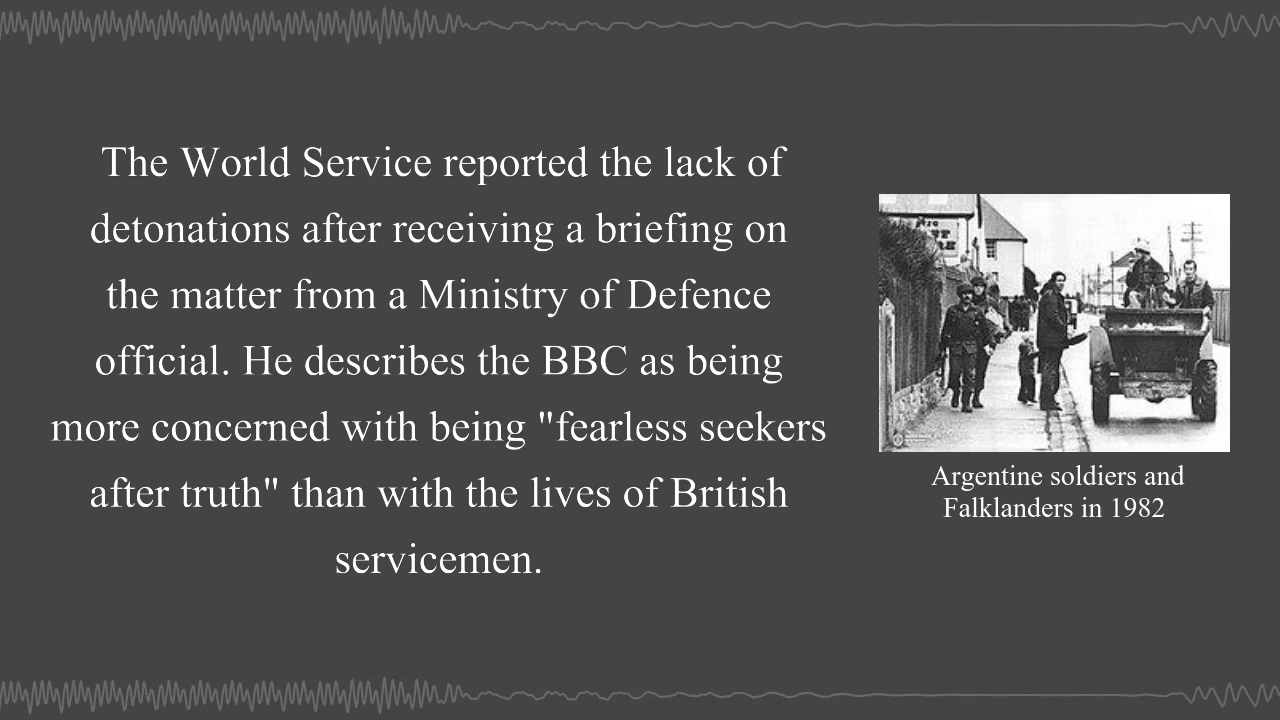 The World Service reported the lack of
detonations after receiving a briefing on
the matter from a Ministry of Defence
official. He describes the BBC as being
more concerned with being "fearless seekers
after truth" than with the lives of British
servicemen.
Argentine soldiers and
Falklanders in 1982